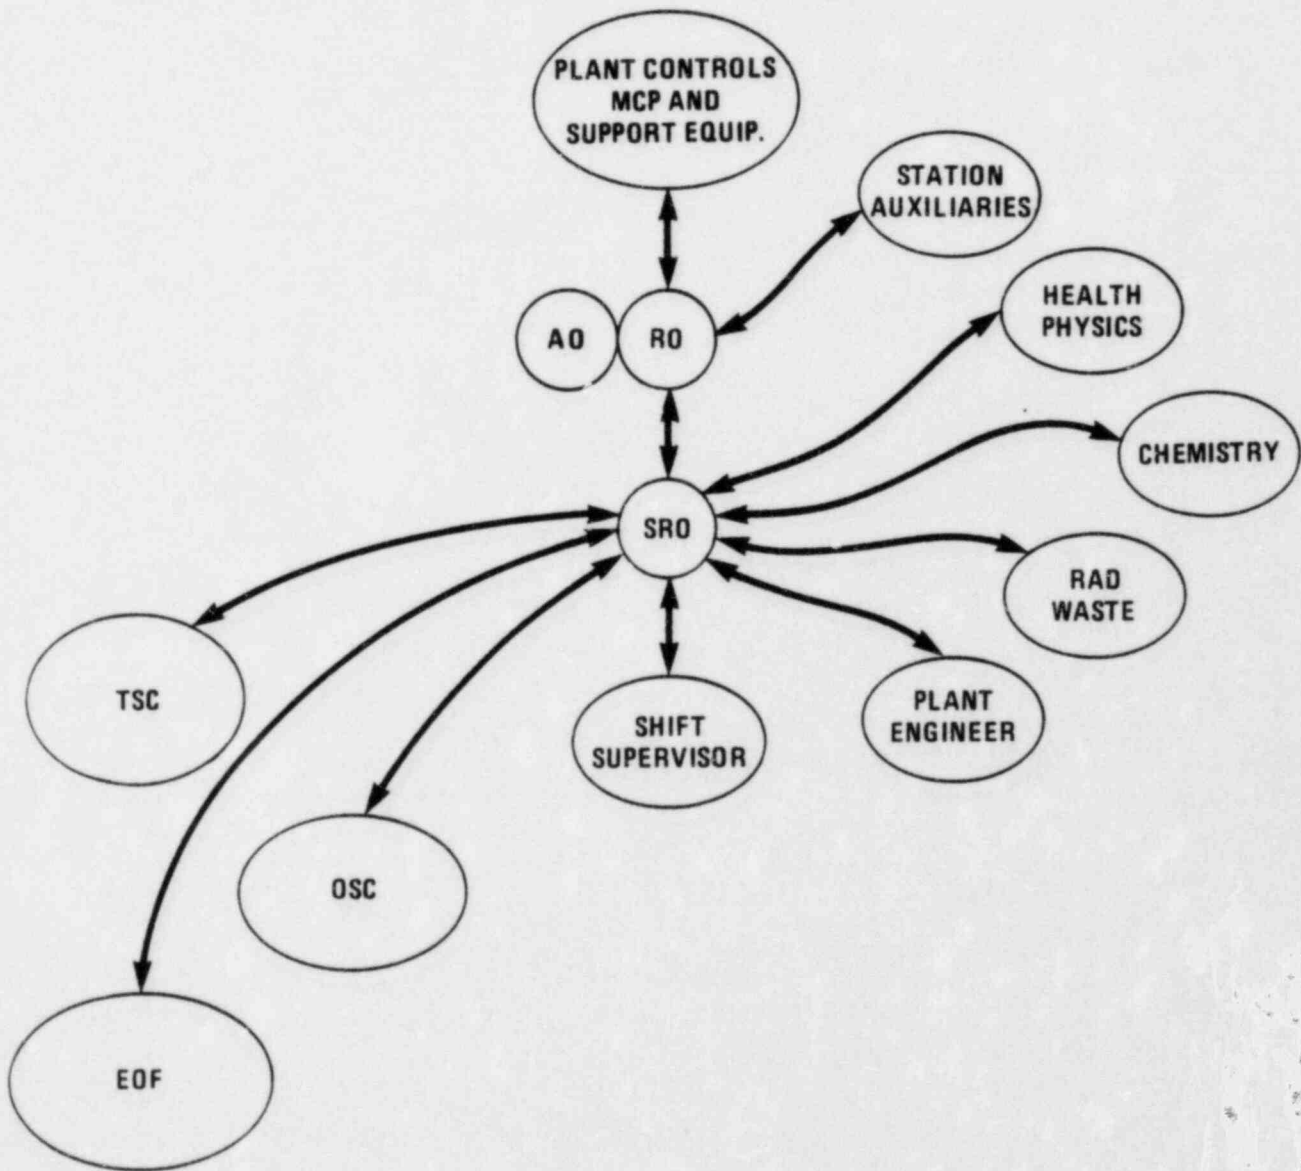 PLANT CONTROLS
MCP AND
SUPPORT EQUIP.
STATION
AUXILIARIES
HEALTH
PHYSICS
AO
RO
CHEMISTRY
SRO
RAD
WASTE
TSC
SHIFT
SUPERVISOR
PLANT
ENGINEER
OSC
EOF